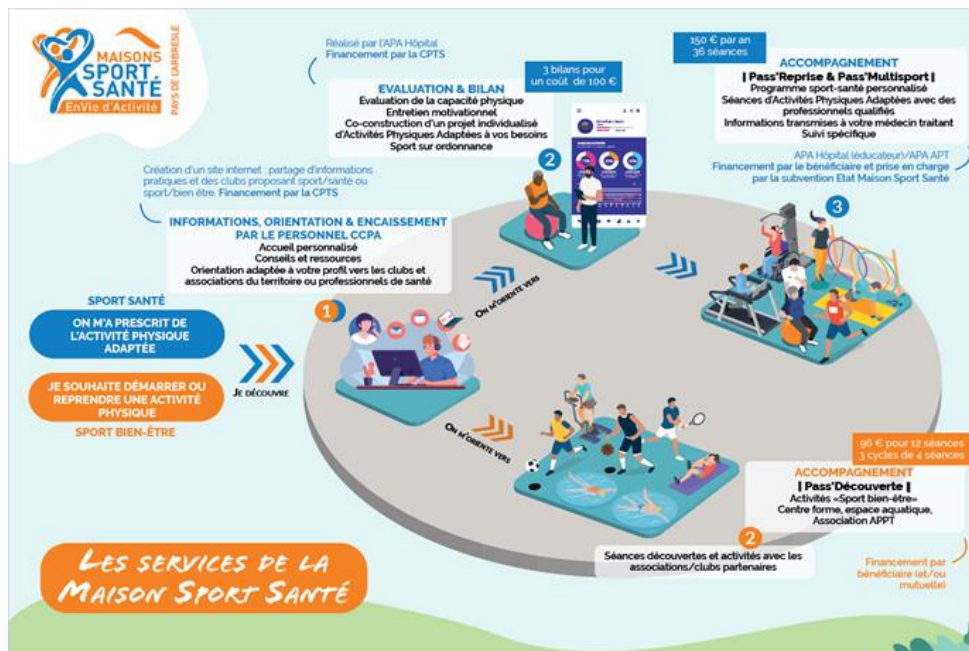 MAISONS
SPORT
SANTÉ
EnVie d'Activité
PAYS DE L'ARBRESLE
Réalisé par l'APA Hôpital
Financement par la CPTS
3 bilans pour
un coût de 100 €
EVALUATION & BILAN
Evaluation de la capacité physique
Entretien motivationnel
Co-construction d'un projet individualisé
d'Activités Physiques Adaptées à vos besoins
Sport sur ordonnance
2
150 € par an
36 séances
ACCOMPAGNEMENT
| Pass'Reprise & Pass'Multisport |
Programme sport-santé personnalisé
Séances d'Activités Physiques Adaptées avec des
professionnels qualifiés
Informations transmises à votre médecin traitant
Suivi spécifique
APA Hôpital (éducateur)/APA APT
Financement par le bénéficiaire et prise en charge
par la subvention Etat Maison Sport Santé
3
Création d'un site internet : partage d'informations
pratiques et des clubs proposant sport/santé ou
sport/bien être. Financement par la CPTS
INFORMATIONS, ORIENTATION & ENCAISSEMENT
PAR LE PERSONNEL CCPA
Accueil personnalisé
Conseils et ressources
Orientation adaptée à votre profil vers les clubs et
associations du territoire ou professionnels de santé
1
SPORT SANTÉ
ON M'A PRESCRIT DE
L'ACTIVITÉ PHYSIQUE
ADAPTÉE
JE SOUHAITE DÉMARRER OU
REPRENDRE UNE ACTIVITÉ
PHYSIQUE
SPORT BIEN-ÊTRE
JE DÉCOUVRE
ON M'ORIENTE VERS
ON M'ORIENTE VERS
96 € pour 12 séances
3 cycles de 4 séances
ACCOMPAGNEMENT
| Pass'Découverte |
Activités «Sport bien-être»
Centre forme, espace aquatique,
Association APPT
2
Séances découvertes et activités avec les
associations/clubs partenaires
Financement par
bénéficiaire (et/ou
mutuelle)
LES SERVICES DE LA
MAISON SPORT SANTÉ